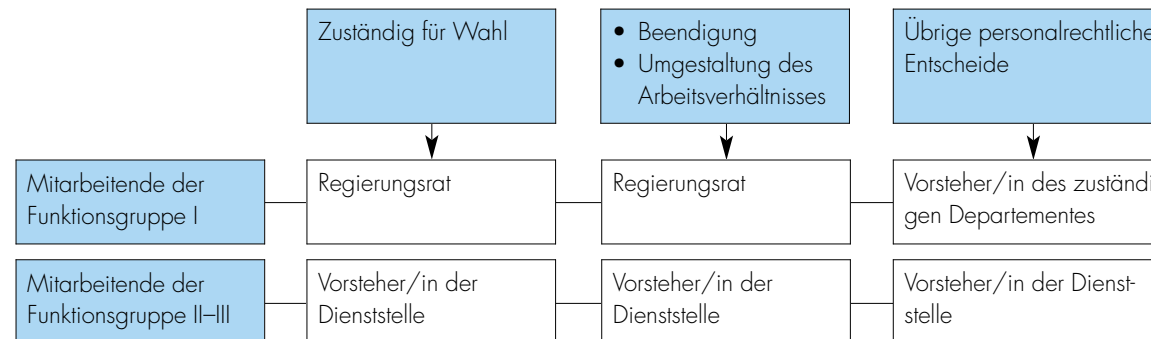 Zuständig für Wahl
• Beendigung
• Umgestaltung des
Arbeitsverhältnisses
Übrige personalrechtliche
Entscheide
Mitarbeitende der
Funktionsgruppe I
Regierungsrat
Regierungsrat
Vorsteher/in des zuständi
gen Departementes
Mitarbeitende der
Funktionsgruppe II–III
Vorsteher/in der
Dienststelle
Vorsteher/in der
Dienststelle
Vorsteher/in der Dienst-
stelle